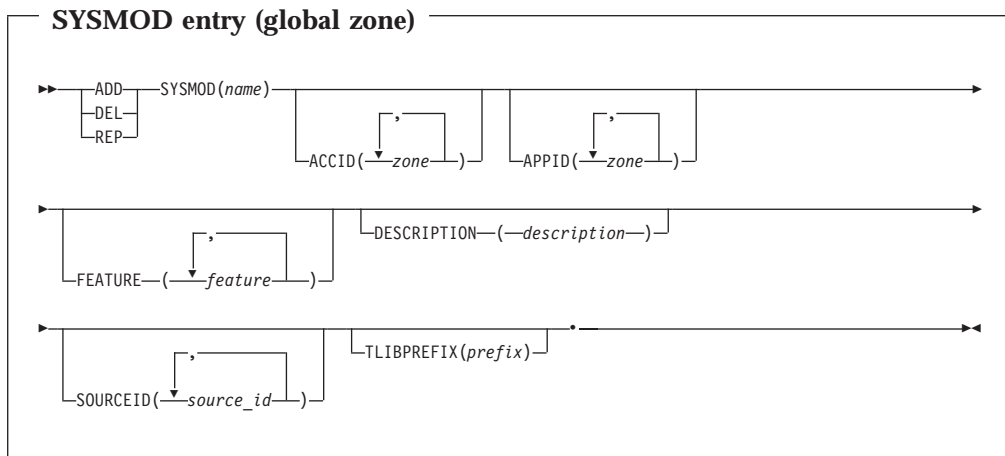 SYSMOD entry (global zone)
ADD SYSMOD(name)
DEL
REP
,
ACCID( zone )
,
APPID( zone )
DESCRIPTION ( description )
,
FEATURE ( feature )
TLIBPREFIX(prefix) .
,
SOURCEID( source_id )